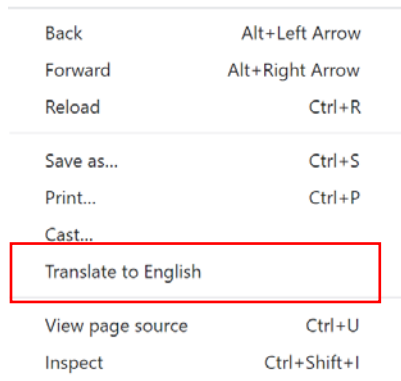 Back Alt+Left Arrow
Forward Alt+Right Arrow
Reload Ctrl+R
Save as... Ctrl+S
Print... Ctrl+P
Cast...
Translate to English
View page source Ctrl+U
Inspect Ctrl+Shift+I